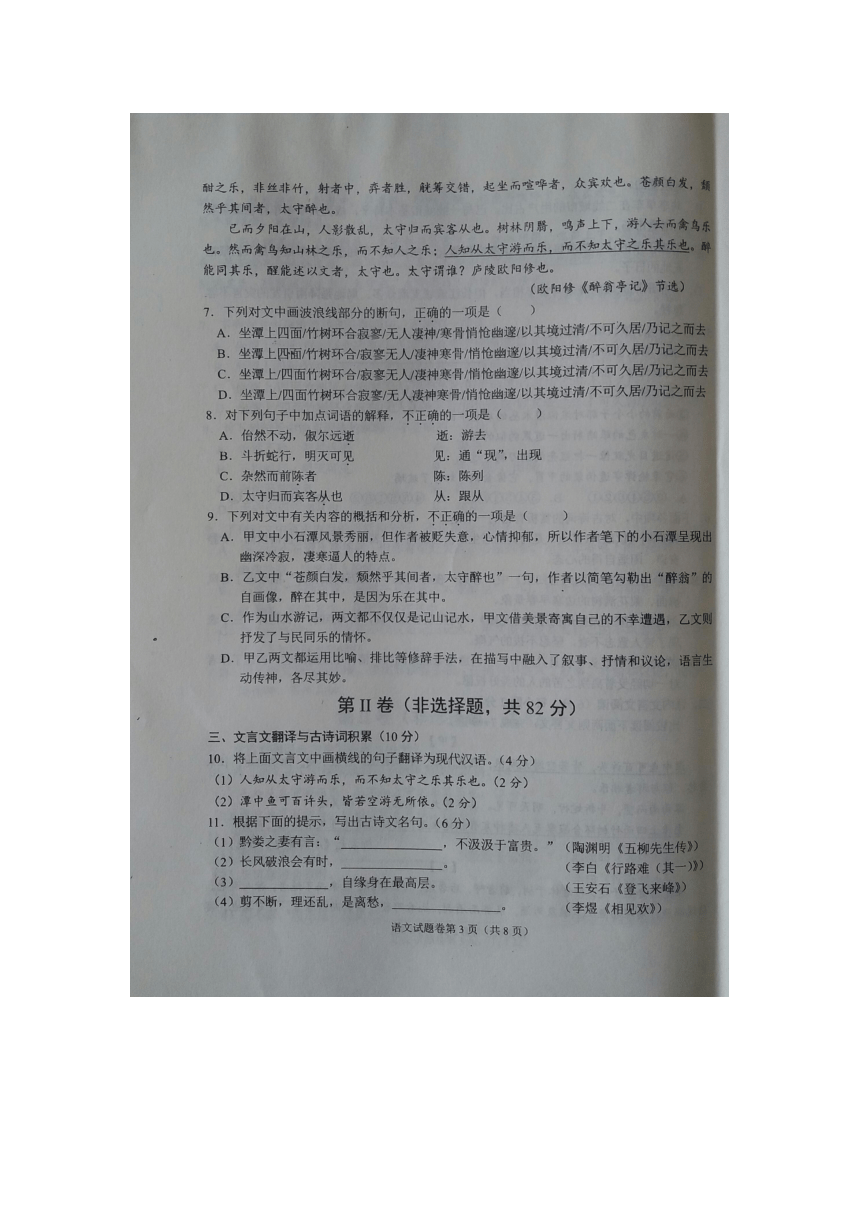 酣之乐，非丝非竹，射者中，弈者胜，觥筹交错，起坐而喧哗者，众宾欢也。苍颜白发，颓
然乎其间者，太守醉也。
已而夕阳在山，人影散乱，太守归而宾客从也。树林阴翳，鸣声上下，游人去而禽鸟乐
也。然而禽鸟知山林之乐，而不知人之乐；人知从太守游而乐，而不知太守之乐其乐也。醉
能同其乐，醒能述以文者，太守也。太守谓谁？庐陵欧阳修也。
（欧阳修《醉翁亭记》节选）
7．下列对文中画波浪线部分的断句，正确的一项是（　　）
A．坐潭上四面/竹树环合/寂寥/无人凄神/寒骨悄怆幽邃/以其境过清/不可久居/乃记之而去
B．坐潭上四面/竹树环合/寂寥无人/凄神寒骨/悄怆幽邃/以其境过清/不可久居/乃记之而去
C．坐潭上/四面竹树环合/寂寥无人/凄神寒骨/悄怆幽邃/以其境过清/不可久居/乃记之而去
D．坐潭上/四面竹树环合寂寥/无人凄神寒骨/悄怆幽邃/以其境过清/不可久居/乃记之而去
8．对下列句子中加点词语的解释，不正确的一项是（　　）
A．佁然不动，俶尔远逝　　逝：游去
B．斗折蛇行，明灭可见　　见：通“现”，出现
C．杂然而前陈者　　陈：陈列
D．太守归而宾客从也　　从：跟从
9．下列对文中有关内容的概括和分析，不正确的一项是（　　）
A．甲文中小石潭风景秀丽，但作者被贬失意，心情抑郁，所以作者笔下的小石潭呈现出
幽深冷寂，凄寒逼人的特点。
B．乙文中“苍颜白发，颓然乎其间者，太守醉也”一句，作者以简笔勾勒出“醉翁”的
自画像，醉在其中，是因为乐在其中。
C．作为山水游记，两文都不仅仅是记山记水，甲文借美景寄寓自己的不幸遭遇，乙文则
抒发了与民同乐的情怀。
D．甲乙两文都运用比喻、排比等修辞手法，在描写中融入了叙事、抒情和议论，语言生
动传神，各尽其妙。
第Ⅱ卷（非选择题，共82分）
三、文言文翻译与古诗词积累（10分）
10．将上面文言文中画横线的句子翻译为现代汉语。（4分）
（1）人知从太守游而乐，而不知太守之乐其乐也。（2分）
（2）潭中鱼可百许头，皆若空游无所依。（2分）
11．根据下面的提示，写出古诗文名句。（6分）
（1）黔娄之妻有言：“__________，不汲汲于富贵。”（陶渊明《五柳先生传》）
（2）长风破浪会有时，__________。（李白《行路难（其一）》）
（3）__________，自缘身在最高层。（王安石《登飞来峰》）
（4）剪不断，理还乱，是离愁，__________。（李煜《相见欢》）
语文试题卷第3页（共8页）